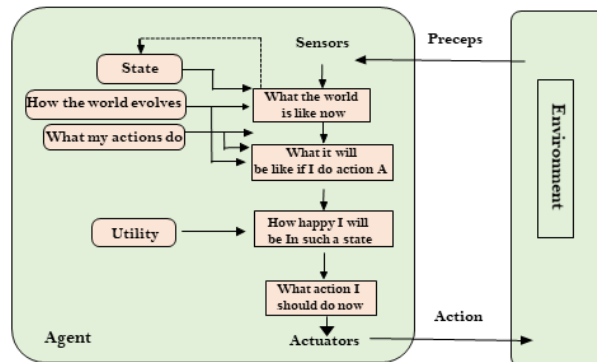 Sensors
Preceps
State
How the world evolves
What the world
is like now
What my actions do
What it will
be like if I do action A
Environment
Utility
How happy I will
be In such a state
What action I
should do now
Action
Agent
Actuators